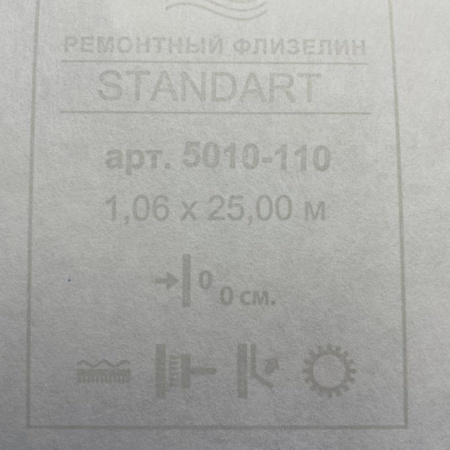 РЕМОНТНЫЙ ФЛИЗЕЛИН
STANDART
арт. 5010-110
1,06 x 25,00 м
0
0 см.